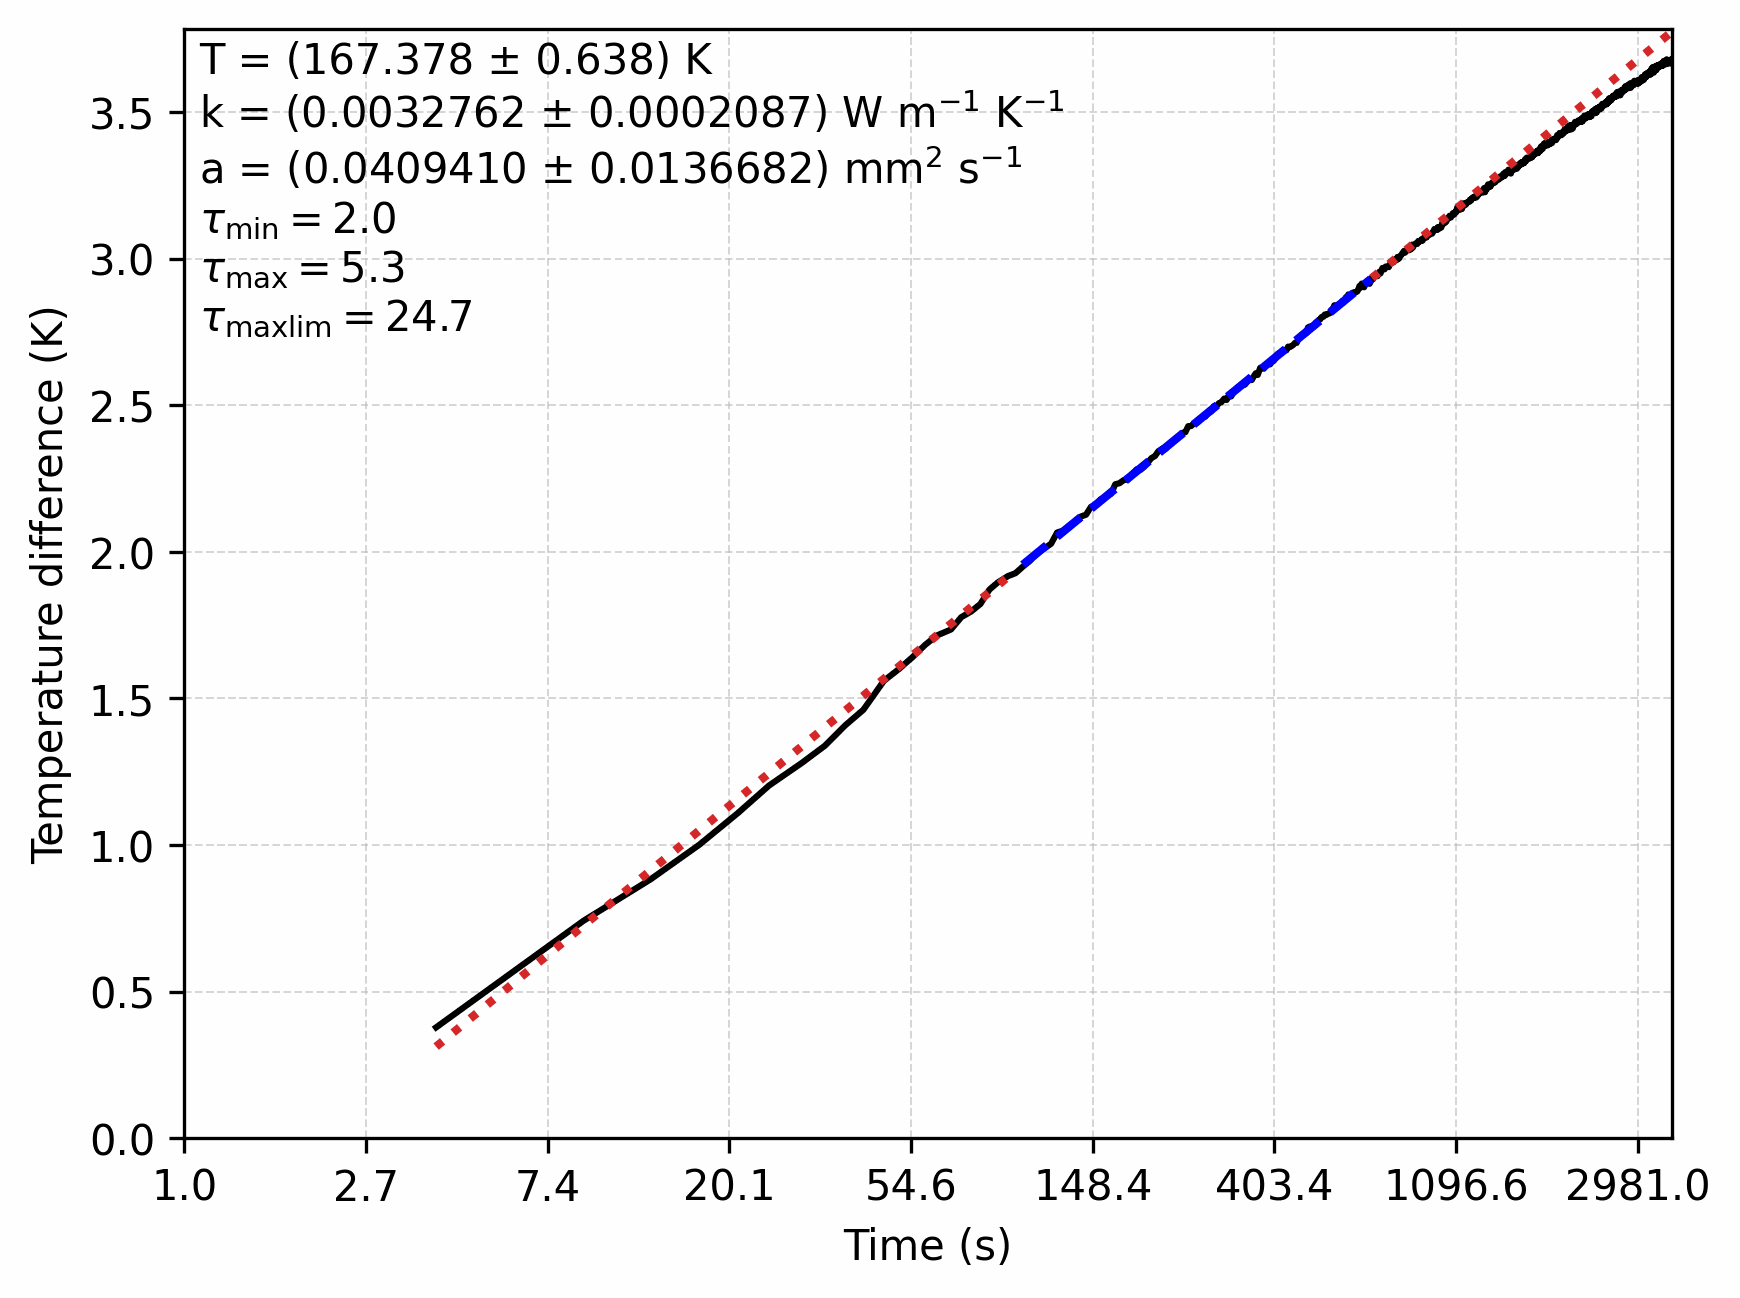 T = (167.378 ± 0.638) K
k = (0.0032762 ± 0.0002087) W m⁻¹ K⁻¹
a = (0.0409410 ± 0.0136682) mm² s⁻¹
τmin = 2.0
τmax = 5.3
τmaxlim = 24.7
Temperature difference (K)
3.5
3.0
2.5
2.0
1.5
1.0
0.5
0.0
1.0 2.7 7.4 20.1 54.6 148.4 403.4 1096.6 2981.0
Time (s)